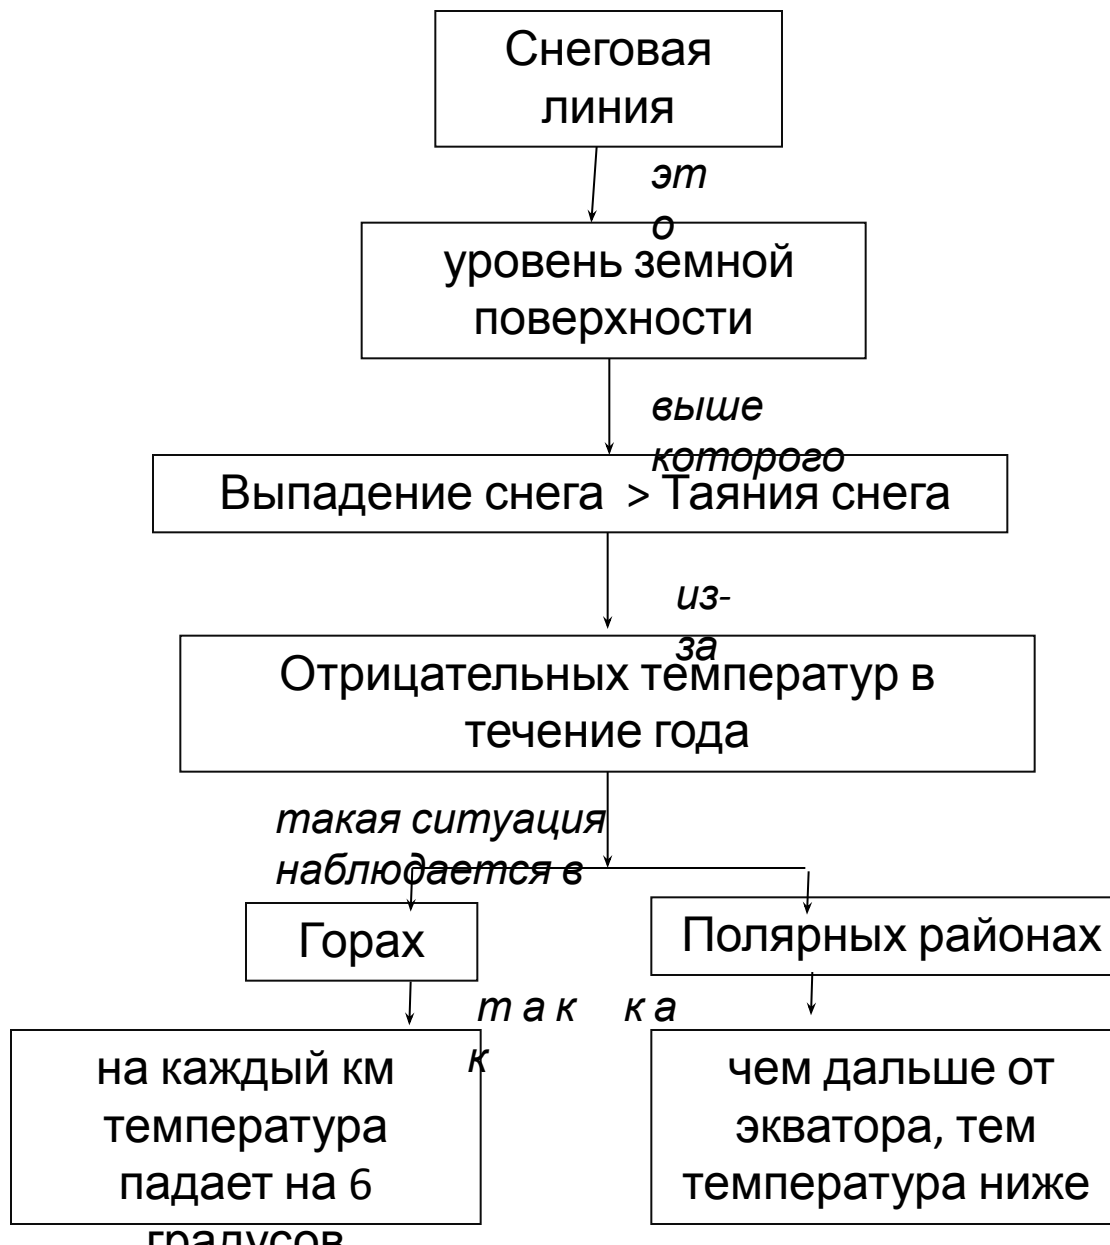 Снеговая
линия
эт
о
уровень земной
поверхности
выше
которого
Выпадение снега > Таяния снега
из-
за
Отрицательных температур в
течение года
такая ситуация
наблюдается в
Горах
Полярных районах
так ка
к
на каждый км
температура
падает на 6
градусов
чем дальше от
экватора, тем
температура ниже